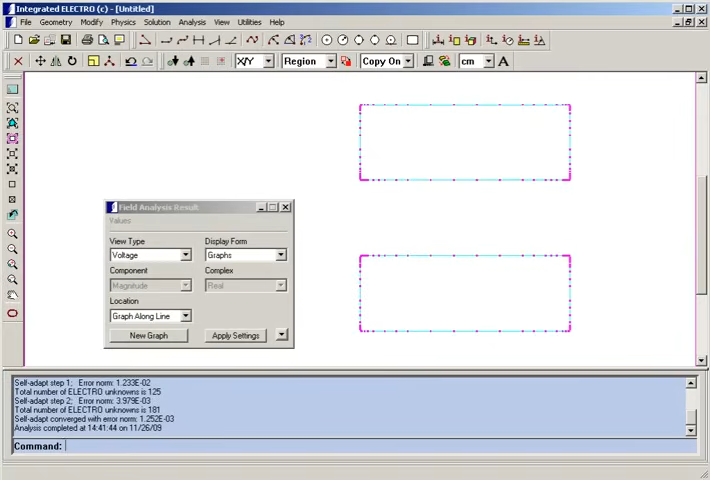 Integrated ELECTRO (c) - [Untitled]
File Geometry Modify Physics Solution Analysis View Utilities Help
X/Y Region Copy On cm A
Field Analysis Result
Values
View Type Display Form
Voltage Graphs
Component Complex
Magnitude Real
Location
Graph Along Line
New Graph Apply Settings
Self-adapt step 1; Error norm: 1.233E-02
Total number of ELECTRO unknowns is 125
Self-adapt step 2; Error norm: 3.979E-03
Total number of ELECTRO unknowns is 181
Self-adapt converged with error norm: 1.252E-03
Analysis completed at 14:41:44 on 11/26/09
Command: